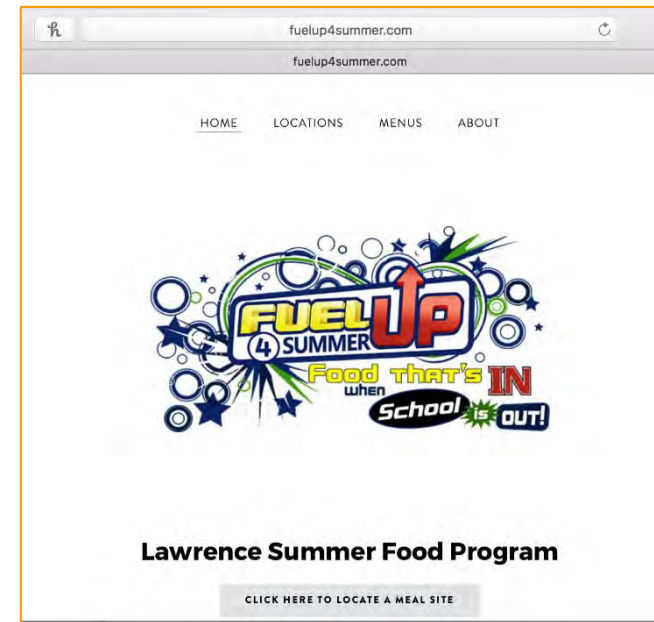 h fuelup4summer.com
fuelup4summer.com
HOME LOCATIONS MENUS ABOUT
FUEL UP
4 SUMMER
Food THAT'S IN
when
School is OUT!
Lawrence Summer Food Program
CLICK HERE TO LOCATE A MEAL SITE